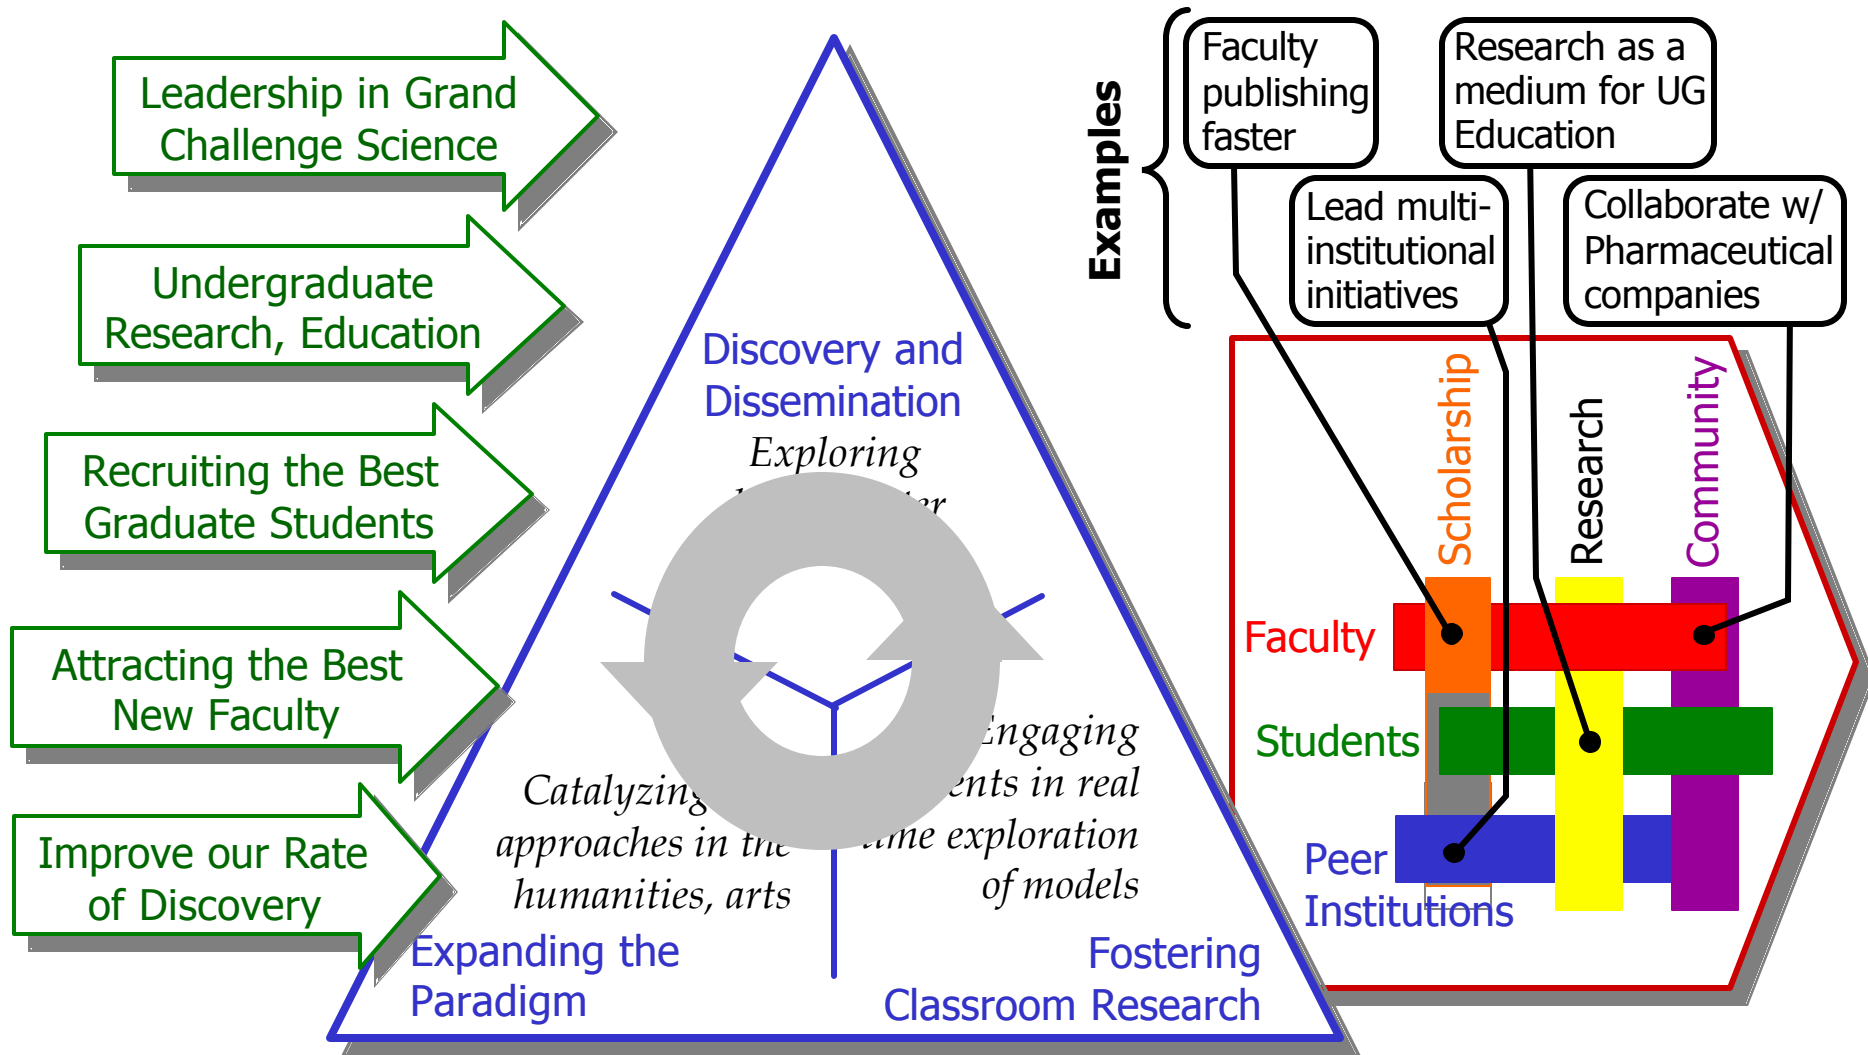 Leadership in Grand
Challenge Science
Undergraduate
Research, Education
Recruiting the Best
Graduate Students
Attracting the Best
New Faculty
Improve our Rate
of Discovery
Discovery and
Dissemination
Exploring
Catalyzing
approaches in the
humanities, arts
Expanding the
Paradigm
Engaging
in real
time exploration
of models
Fostering
Classroom Research
Examples
Faculty
publishing
faster
Research as a
medium for UG
Education
Lead multi-
institutional
initiatives
Collaborate w/
Pharmaceutical
companies
Scholarship
Research
Community
Faculty
Students
Peer
Institutions